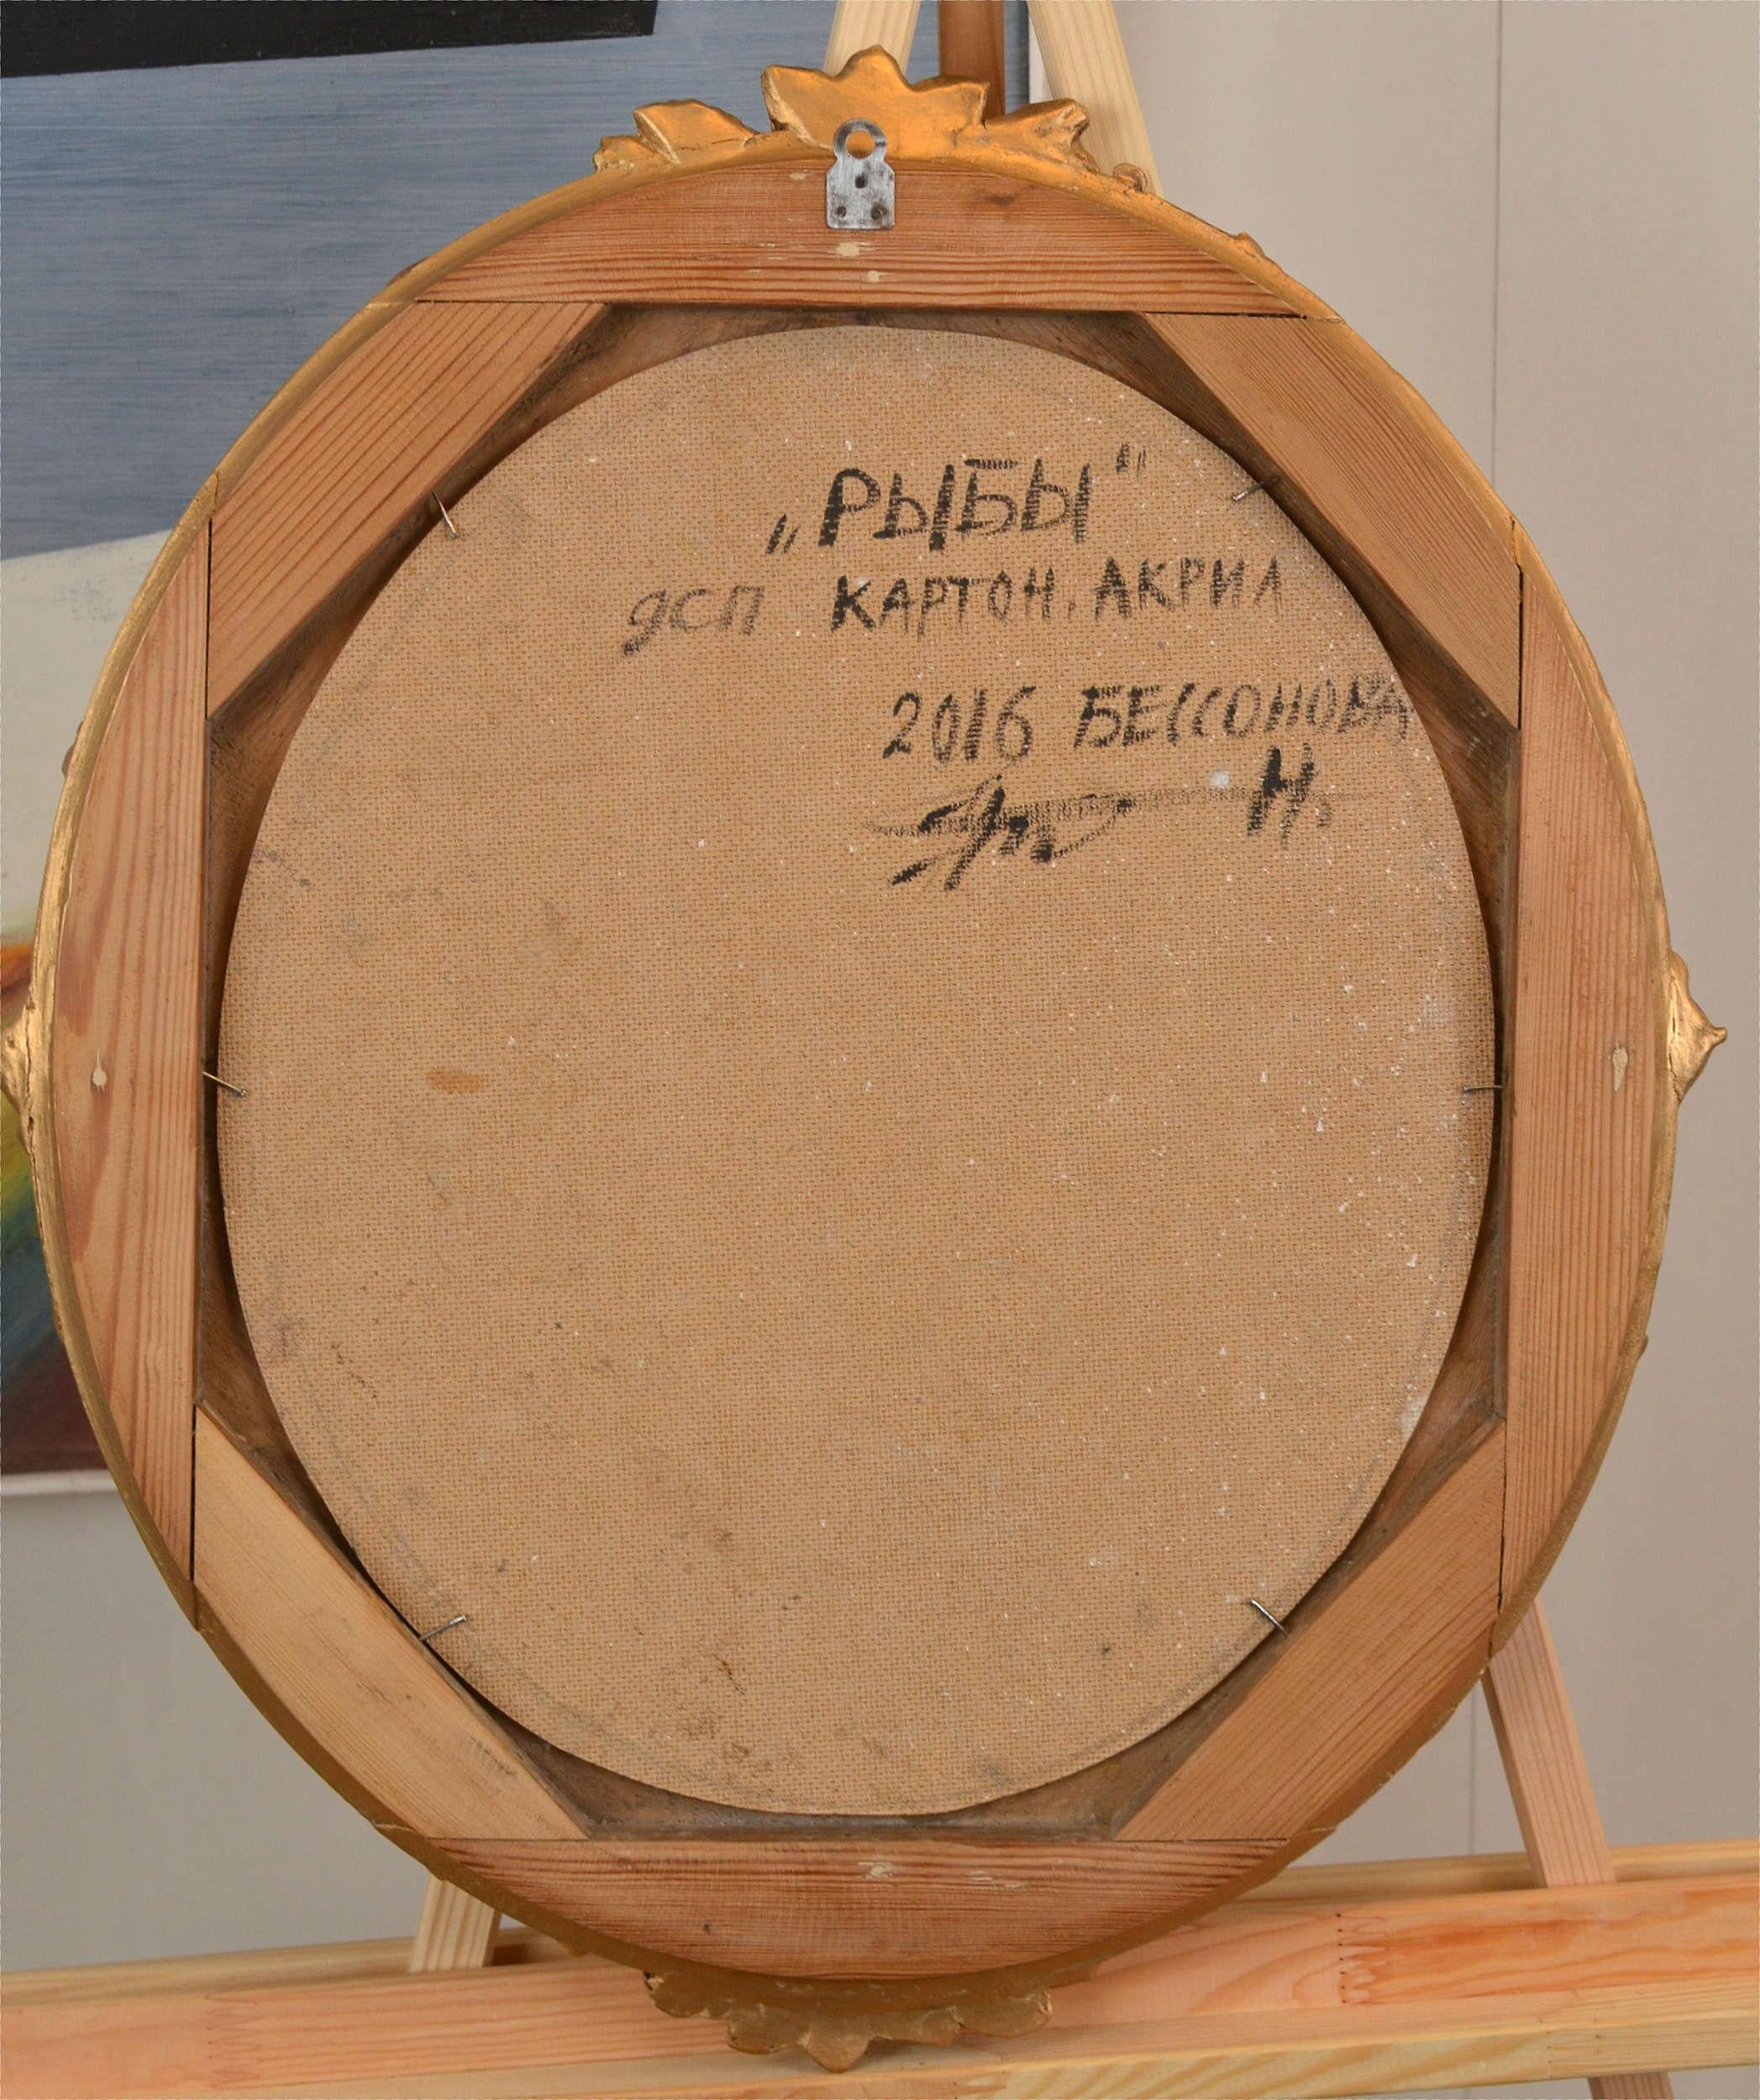 „РЫБЫ"
дсп КАРТОН, АКРИЛ
2016 БЕССОНОВА
Н.